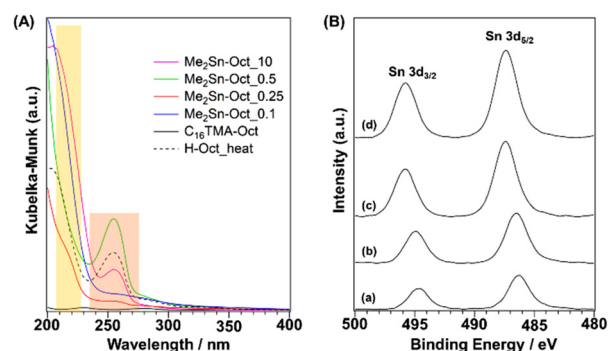 (A)
Kubelka-Munk (a.u.)
Me₂Sn-Oct_10
Me₂Sn-Oct_0.5
Me₂Sn-Oct_0.25
Me₂Sn-Oct_0.1
C₁₆TMA-Oct
H-Oct_heat
200 250 300 350 400
Wavelength / nm
(B)
Intensity (a.u.)
Sn 3d₅/₂
Sn 3d₃/₂
(d)
(c)
(b)
(a)
500 495 490 485 480
Binding Energy / eV